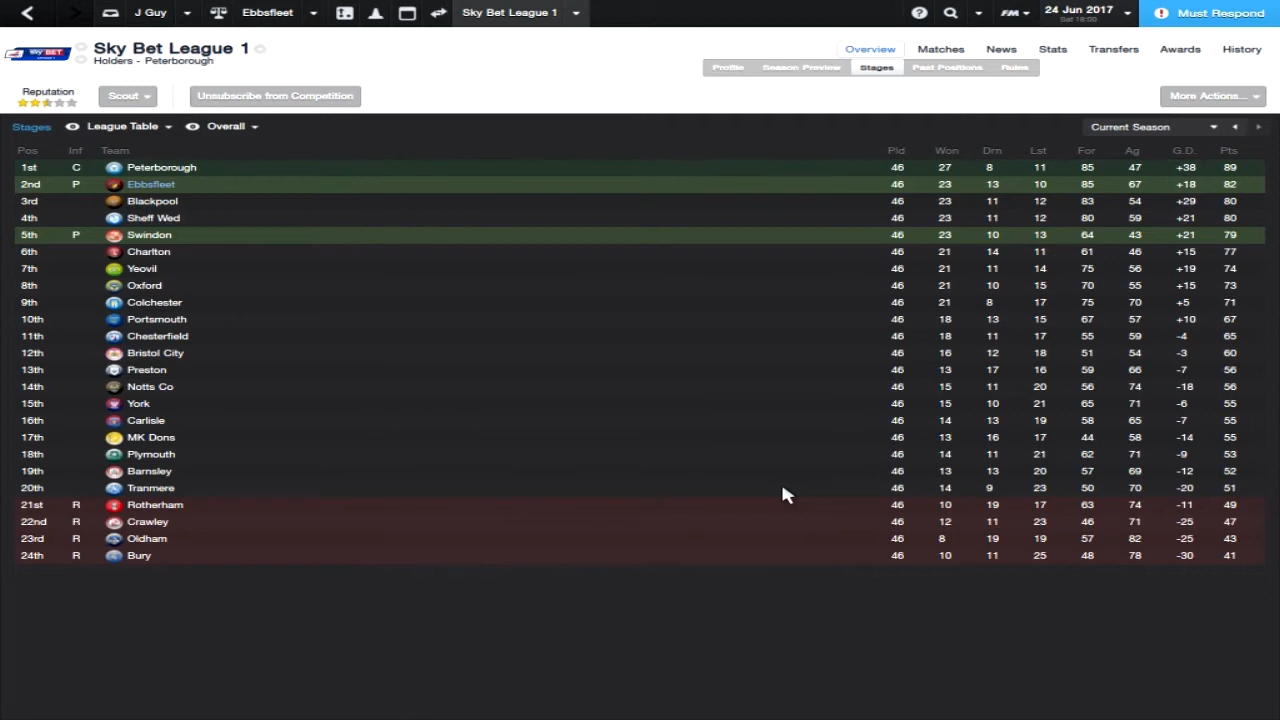 J Guy Ebbsfleet Sky Bet League 1 ? FM 24 Jun 2017 Must Respond
Sat 18:00
sky BET
Sky Bet League 1
Holders - Peterborough
Overview Matches News Stats Transfers Awards History
Profile Season Preview Stages Past Positions Rules
Reputation
Scout Unsubscribe from Competition More Actions...
Stages League Table Overall Current Season
Pos Inf Team Pld Won Drn Lst For Ag G.D. Pts
1st C Peterborough 46 27 8 11 85 47 +38 89
2nd P Ebbsfleet 46 23 13 10 85 67 +18 82
3rd Blackpool 46 23 11 12 83 54 +29 80
4th Sheff Wed 46 23 11 12 80 59 +21 80
5th P Swindon 46 23 10 13 64 43 +21 79
6th Charlton 46 21 14 11 61 46 +15 77
7th Yeovil 46 21 11 14 75 56 +19 74
8th Oxford 46 21 10 15 70 55 +15 73
9th Colchester 46 21 8 17 75 70 +5 71
10th Portsmouth 46 18 13 15 67 57 +10 67
11th Chesterfield 46 18 11 17 55 59 -4 65
12th Bristol City 46 16 12 18 51 54 -3 60
13th Preston 46 13 17 16 59 66 -7 56
14th Notts Co 46 15 11 20 56 74 -18 56
15th York 46 15 10 21 65 71 -6 55
16th Carlisle 46 14 13 19 58 65 -7 55
17th MK Dons 46 13 16 17 44 58 -14 55
18th Plymouth 46 14 11 21 62 71 -9 53
19th Barnsley 46 13 13 20 57 69 -12 52
20th Tranmere 46 14 9 23 50 70 -20 51
21st R Rotherham 46 10 19 17 63 74 -11 49
22nd R Crawley 46 12 11 23 46 71 -25 47
23rd R Oldham 46 8 19 19 57 82 -25 43
24th R Bury 46 10 11 25 48 78 -30 41